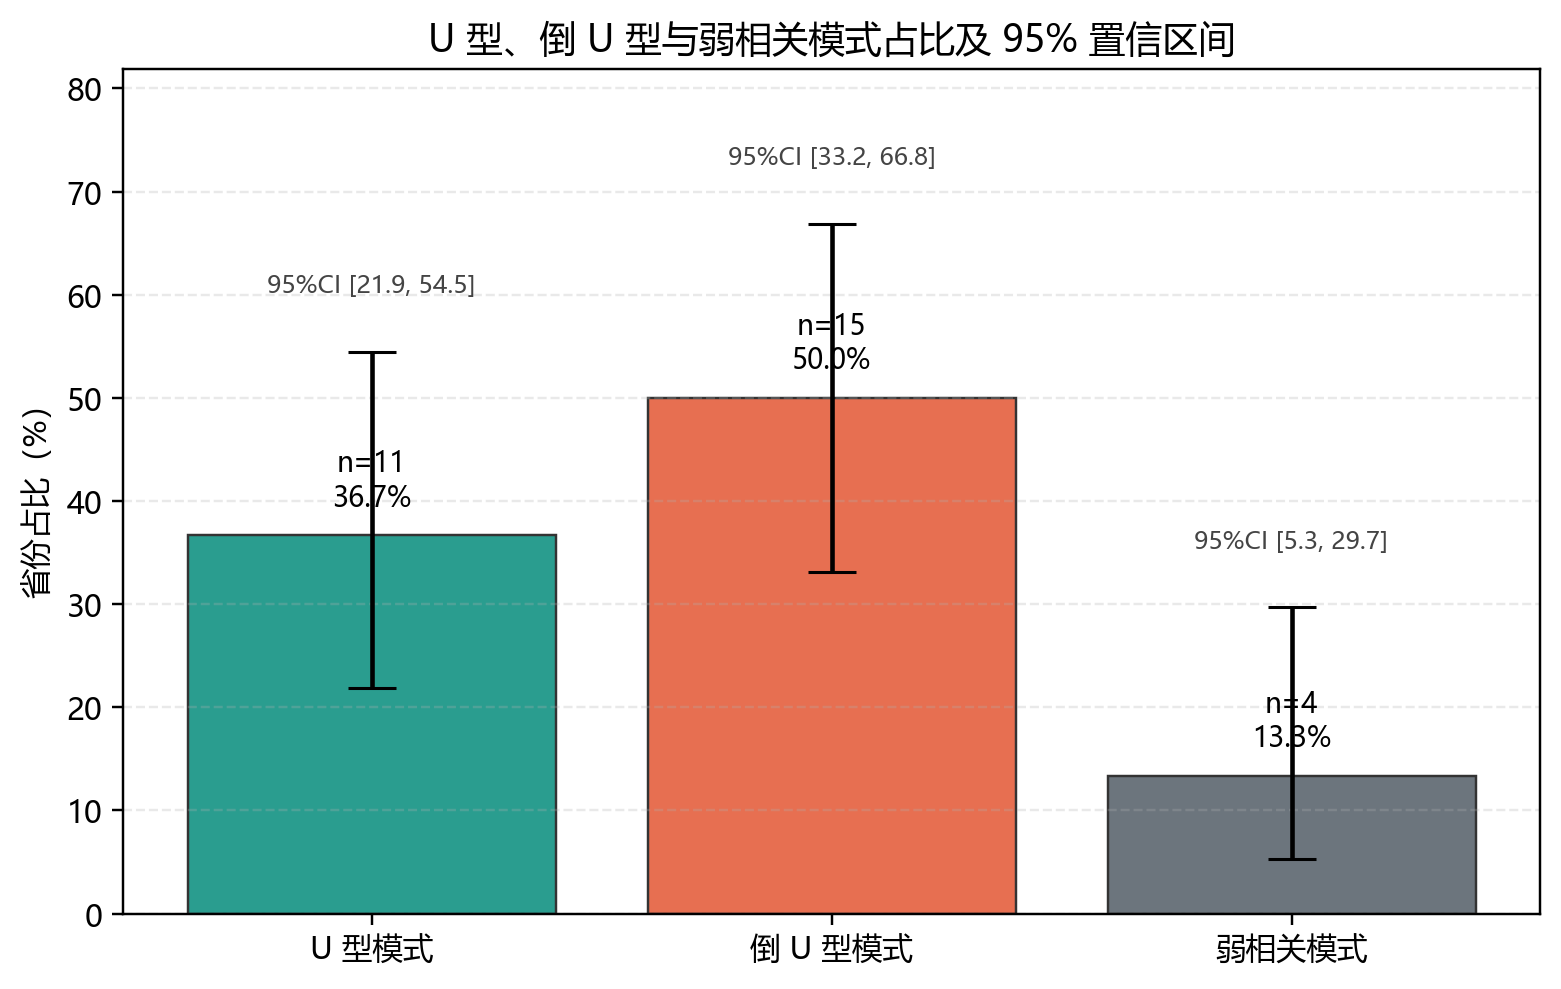 U 型、倒 U 型与弱相关模式占比及 95% 置信区间
省份占比（%）
80
70
60
50
40
30
20
10
0
95%CI [21.9, 54.5]
n=11
36.7%
95%CI [33.2, 66.8]
n=15
50.0%
95%CI [5.3, 29.7]
n=4
13.3%
U 型模式
倒 U 型模式
弱相关模式